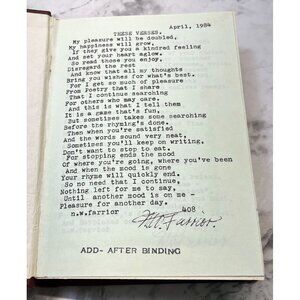 April, 1984
THESE VERSES.
My pleasure will be doubled,
My happiness will grow,
If they give you a kindred feeling
And set your heart aglow.
So read those you enjoy,
Disregard the rest
And know that all my thoughts
Bring you wishes for what's best.
For I get so much of pleasure
From Poetry that I share
That I continue searching
For others who may care.
And this is what I tell them
It is a game that's fun,
But sometimes takes some searching
Before the rhyming's done.
Then when you're satisfied
And the words sound very neat,
Sometimes you'll keep on writing,
Don't want to stop to eat.
For stopping ends the mood
Of where you're going, where you've been
And when the mood is gone
Your rhyme will quickly end.
So no need that I continue,
Nothing left for me to say,
Until another mood is on me -
Pleasure for another day.
n.w.farrior 408
N.W. Farrior.
ADD- AFTER BINDING